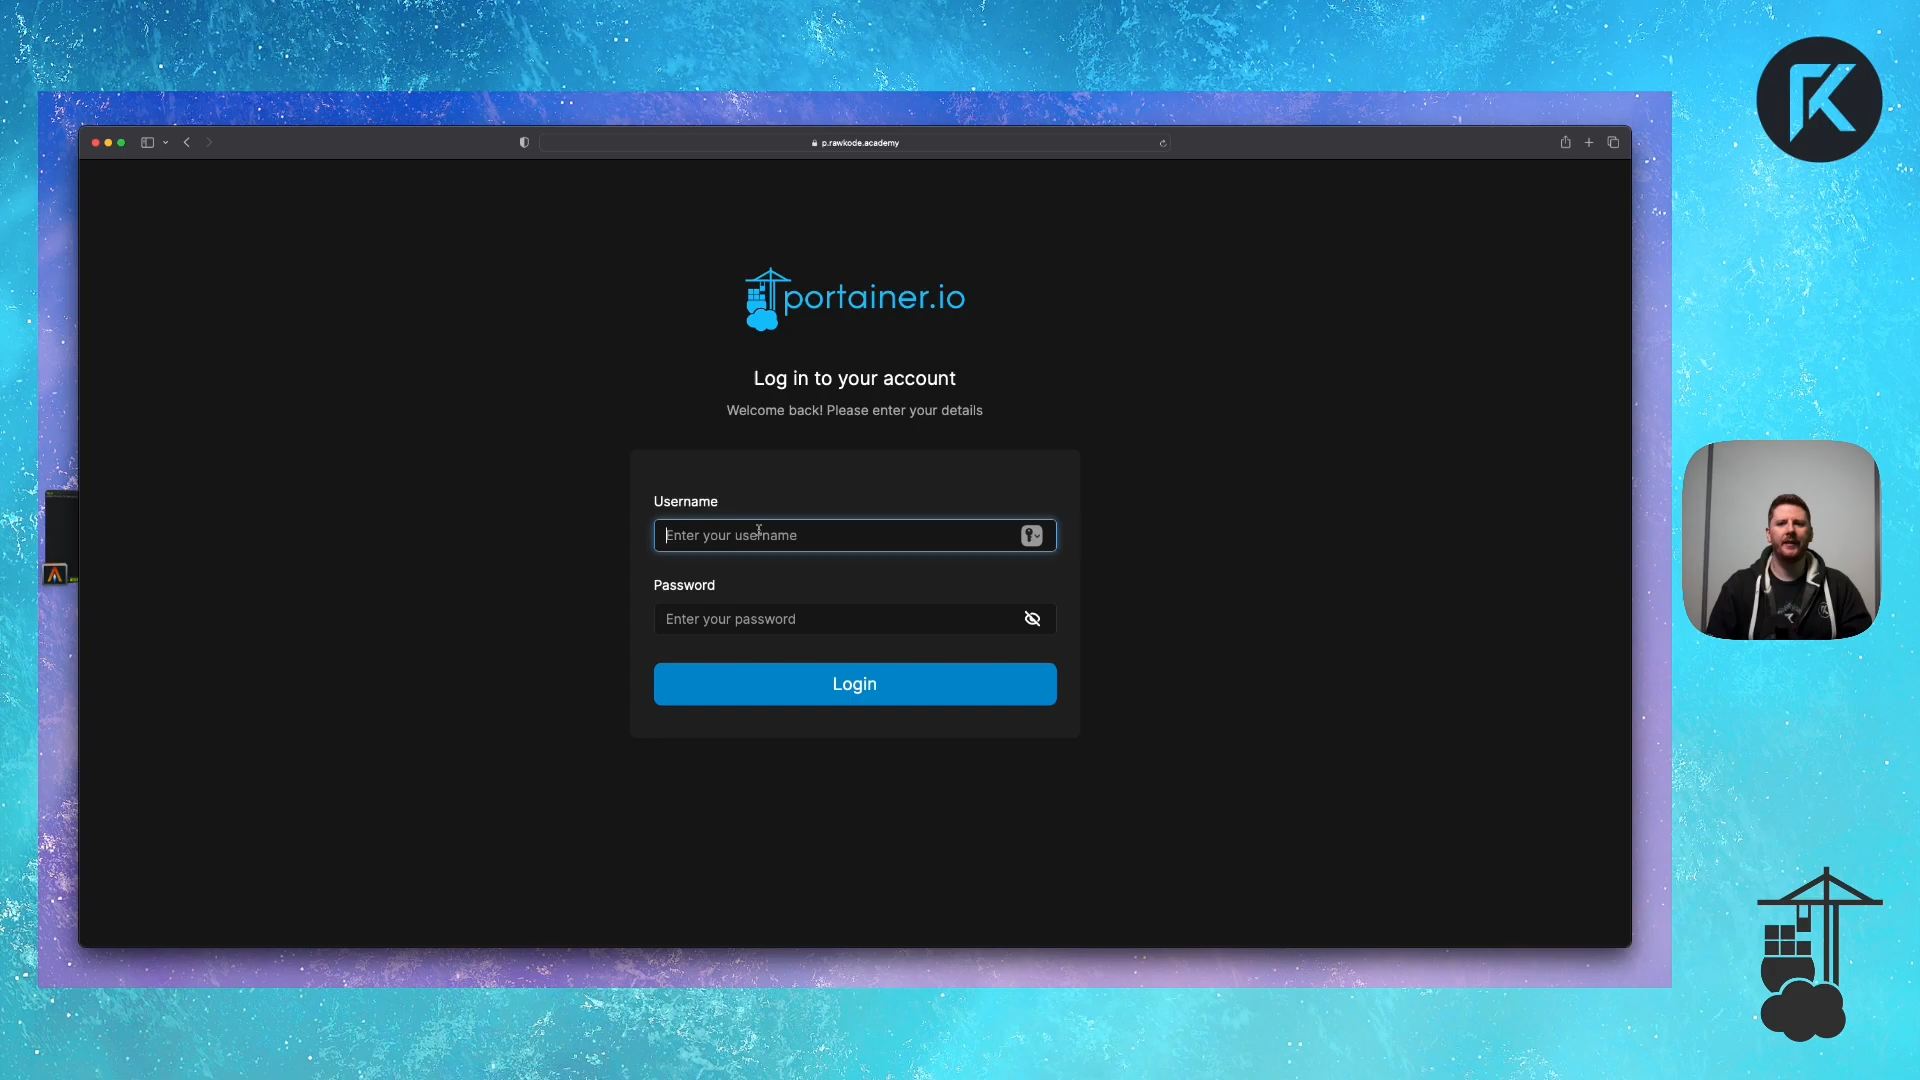 p.rawkode.academy
portainer.io
Log in to your account
Welcome back! Please enter your details
Username
Enter your username
Password
Enter your password
Login